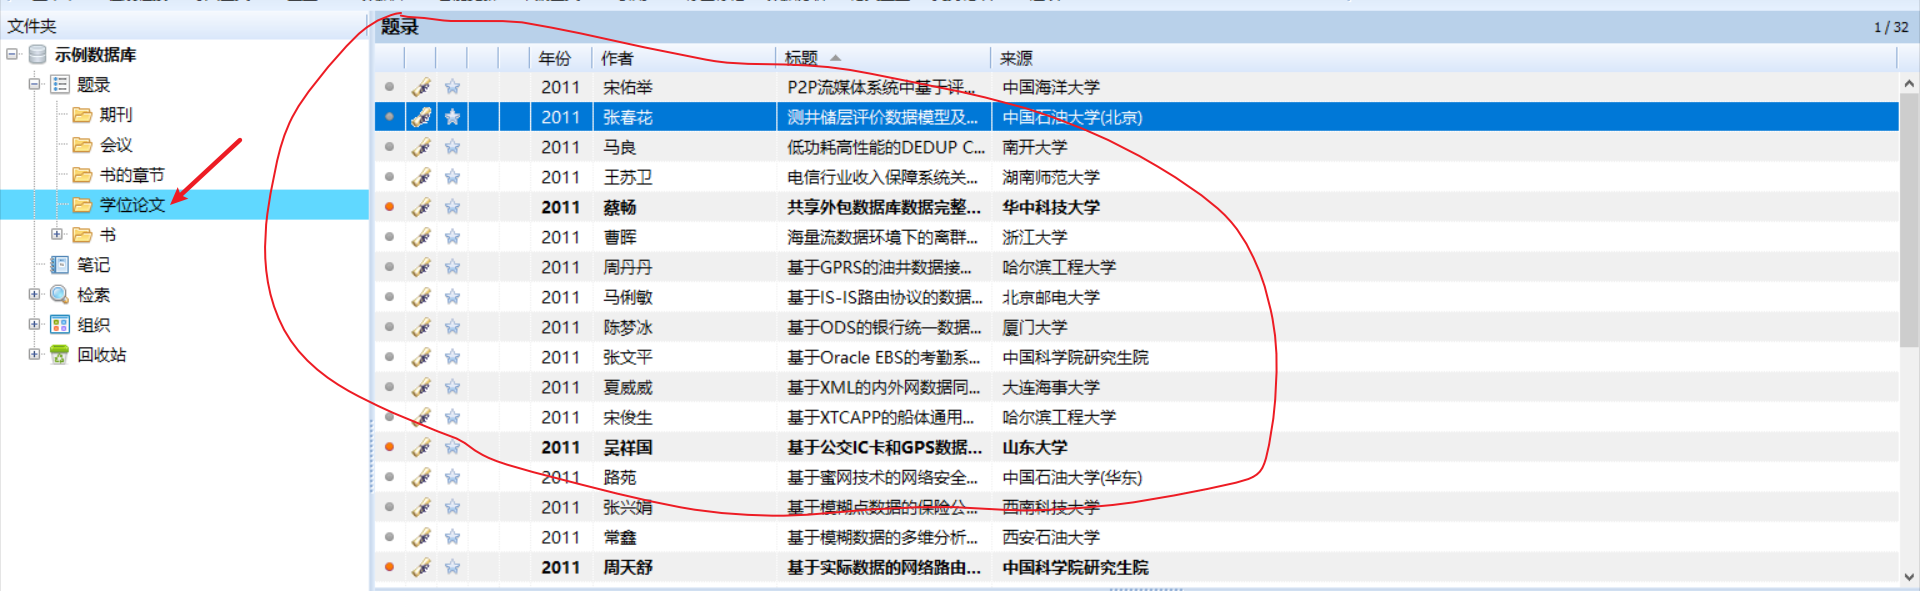 文件夹
示例数据库
题录
期刊
会议
书的章节
学位论文
书
笔记
检索
组织
回收站
题录 1 / 32
年份 作者 标题 来源
2011 宋佑举 P2P流媒体系统中基于评... 中国海洋大学
2011 张春花 测井储层评价数据模型及... 中国石油大学(北京)
2011 马良 低功耗高性能的DEDUP C... 南开大学
2011 王苏卫 电信行业收入保障系统关... 湖南师范大学
2011 蔡畅 共享外包数据库数据完整... 华中科技大学
2011 曹晖 海量流数据环境下的离群... 浙江大学
2011 周丹丹 基于GPRS的油井数据接... 哈尔滨工程大学
2011 马俐敏 基于IS-IS路由协议的数据... 北京邮电大学
2011 陈梦冰 基于ODS的银行统一数据... 厦门大学
2011 张文平 基于Oracle EBS的考勤系... 中国科学院研究生院
2011 夏威威 基于XML的内外网数据同... 大连海事大学
2011 宋俊生 基于XTCAPP的船体通用... 哈尔滨工程大学
2011 吴祥国 基于公交IC卡和GPS数据... 山东大学
2011 路苑 基于蜜网技术的网络安全... 中国石油大学(华东)
2011 张兴娟 基于模糊点数据的保险公... 西南科技大学
2011 常鑫 基于模糊数据的多维分析... 西安石油大学
2011 周天舒 基于实际数据的网络路由... 中国科学院研究生院